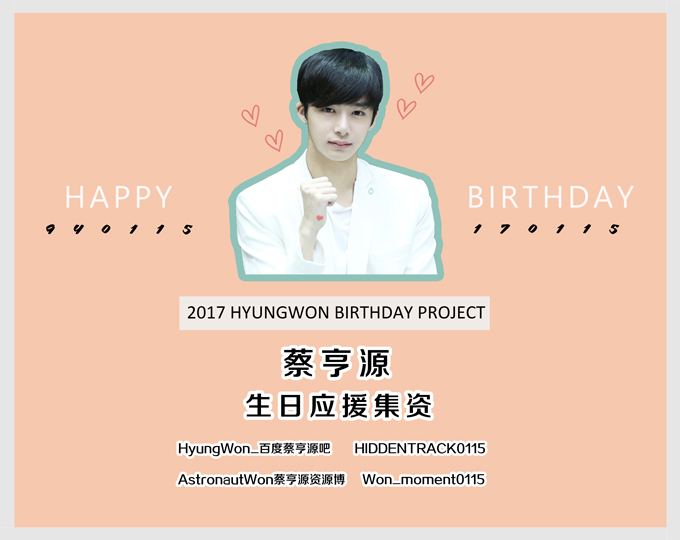 HAPPY BIRTHDAY
940115 170115
2017 HYUNGWON BIRTHDAY PROJECT
蔡亨源
生日应援集资
HyungWon_百度蔡亨源吧 HIDDENTRACK0115
AstronautWon蔡亨源资源博 Won_moment0115